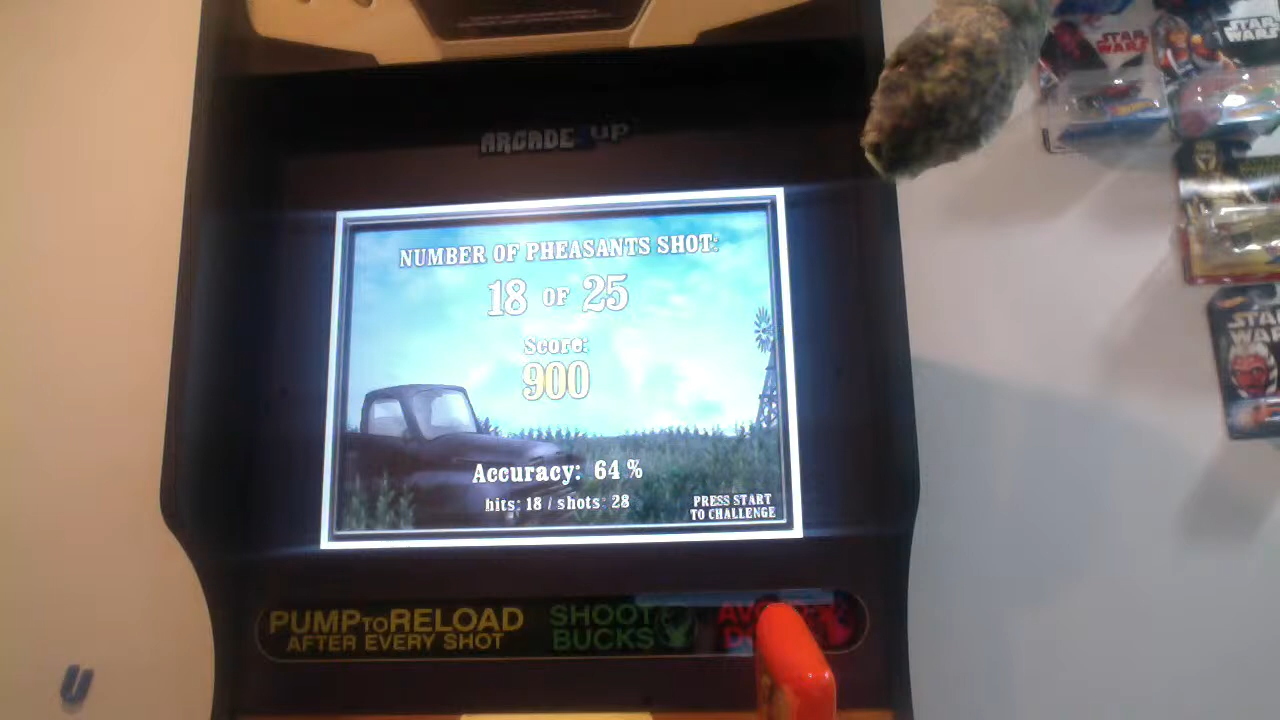 ARCADE1UP
NUMBER OF PHEASANTS SHOT:
18 OF 25
Score:
900
Accuracy: 64 %
hits: 18 / shots: 28
PRESS START
TO CHALLENGE
PUMP TO RELOAD
AFTER EVERY SHOT
SHOOT
BUCKS
STAR
WARS
STAR
WARS
STAR
U